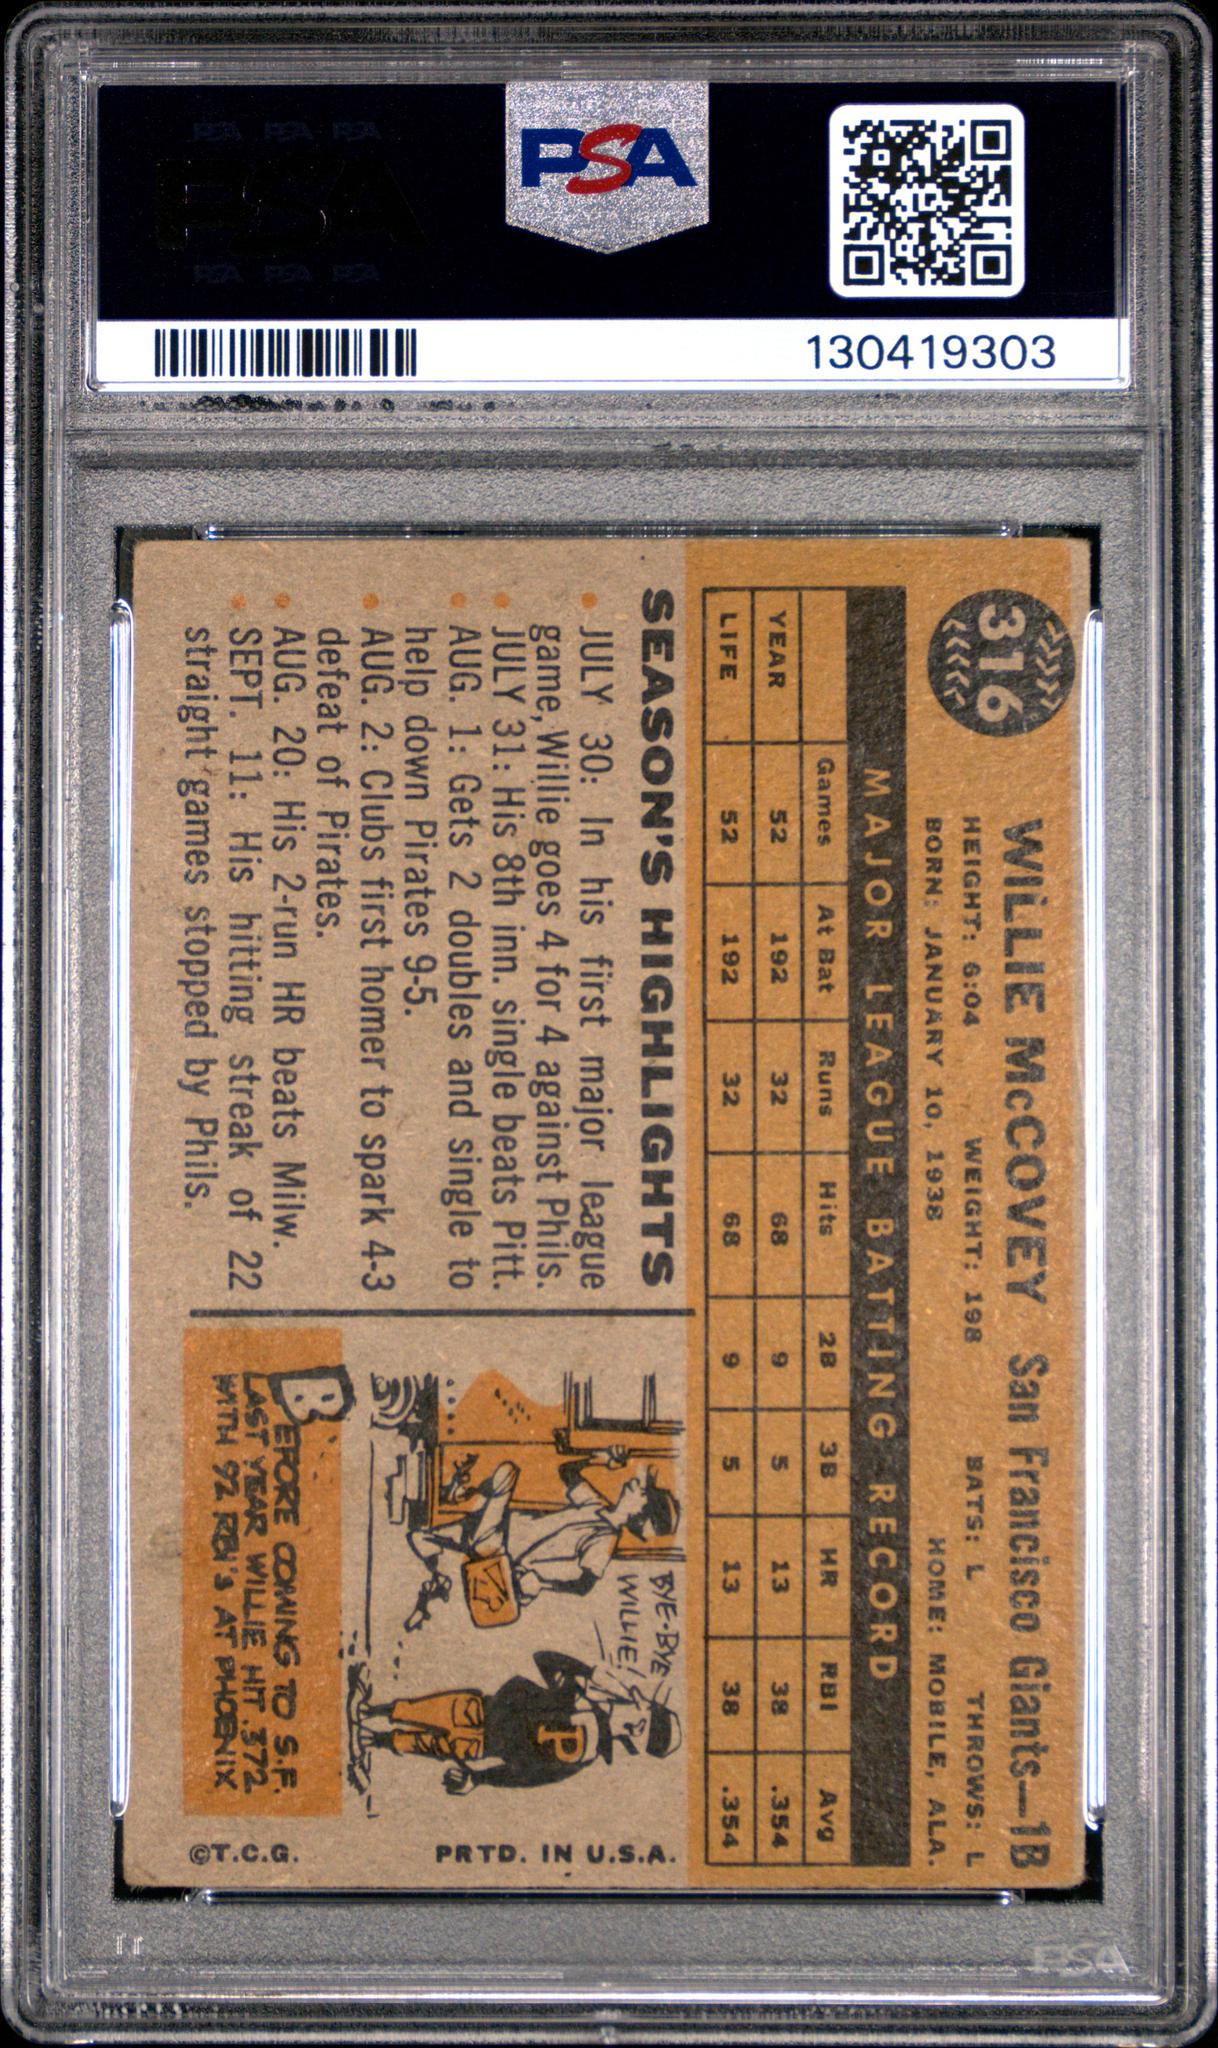 PSA PSA PSA
PSA
PSA PSA PSA
PSA
130419303
316
WILLIE McCOVEY San Francisco Giants—1B
HEIGHT: 6:04 WEIGHT: 198 BATS: L THROWS: L
BORN: JANUARY 10, 1938 HOME: MOBILE, ALA.
MAJOR LEAGUE BATTING RECORD
Games At Bat Runs Hits 2B 3B HR RBI Avg
YEAR 52 192 32 68 9 5 13 38 .354
LIFE 52 192 32 68 9 5 13 38 .354
SEASON'S HIGHLIGHTS
• JULY 30: In his first major league
game, Willie goes 4 for 4 against Phils.
• JULY 31: His 8th inn. single beats Pitt.
• AUG. 1: Gets 2 doubles and single to
help down Pirates 9-5.
• AUG. 2: Clubs first homer to spark 4-3
defeat of Pirates.
• AUG. 20: His 2-run HR beats Milw.
• SEPT. 11: His hitting streak of 22
straight games stopped by Phils.
BYE-BYE
WILLIE!
P
BEFORE COMING TO S.F.
LAST YEAR WILLIE HIT .372
WITH 92 RBI'S AT PHOENIX
PRTD. IN U.S.A.
©T.C.G.
PSA